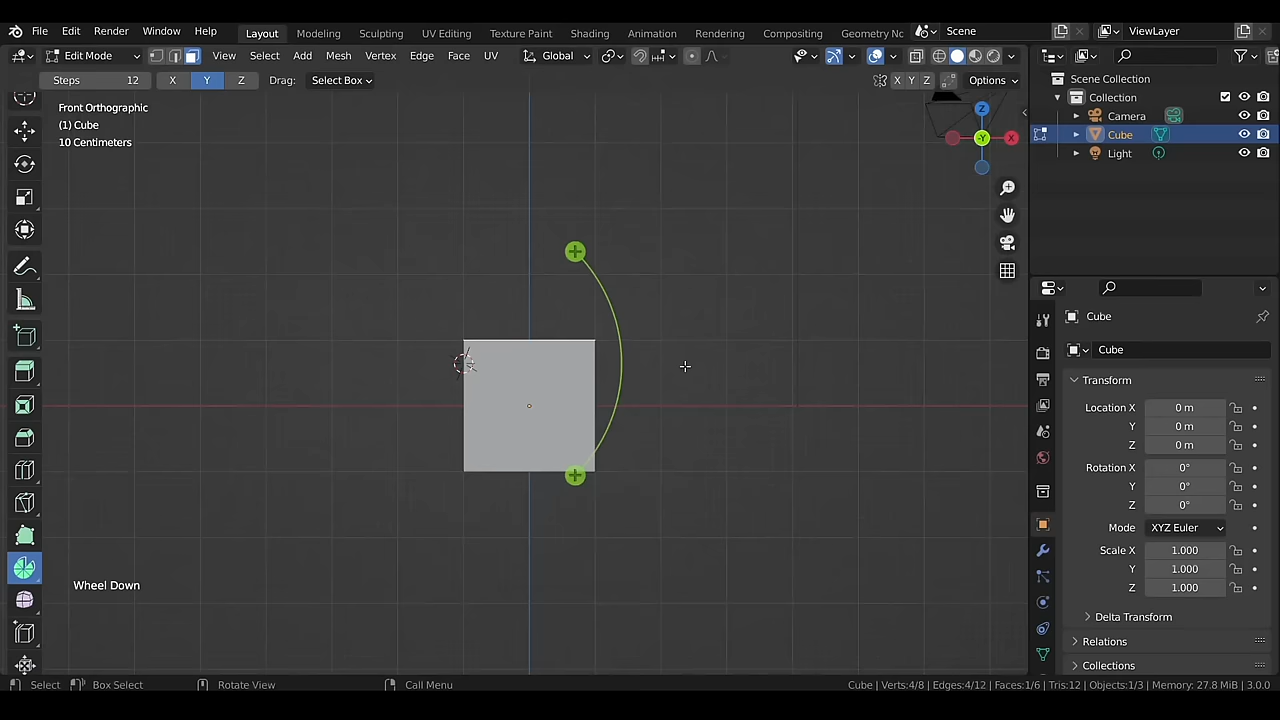 File Edit Render Window Help Layout Modeling Sculpting UV Editing Texture Paint Shading Animation Rendering Compositing Geometry Nc Scene ViewLayer
Edit Mode View Select Add Mesh Vertex Edge Face UV Global
Steps 12 X Y Z Drag: Select Box X Y Z Options
Front Orthographic
(1) Cube
10 Centimeters
Z
-Y
X
Wheel Down
Scene Collection
Collection
Camera
Cube
Light
Cube
Cube
Transform
Location X 0 m
Y 0 m
Z 0 m
Rotation X 0°
Y 0°
Z 0°
Mode XYZ Euler
Scale X 1.000
Y 1.000
Z 1.000
Delta Transform
Relations
Collections
Select Box Select Rotate View Call Menu Cube | Verts:4/8 | Edges:4/12 | Faces:1/6 | Tris:12 | Objects:1/3 | Memory: 27.8 MiB | 3.0.0